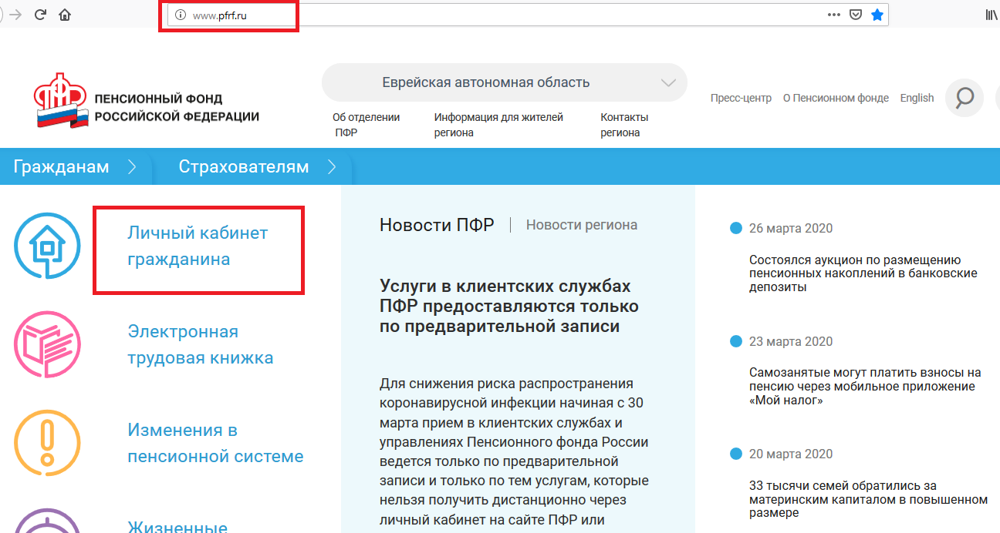 www.pfrf.ru
ПЕНСИОННЫЙ ФОНД
РОССИЙСКОЙ ФЕДЕРАЦИИ
Еврейская автономная область
Об отделении
ПФР
Информация для жителей
региона
Контакты
региона
Пресс-центр
О Пенсионном фонде
English
Гражданам
Страхователям
Личный кабинет
гражданина
Электронная
трудовая книжка
Изменения в
пенсионной системе
Жизненные
Новости ПФР
Новости региона
Услуги в клиентских службах
ПФР предоставляются только
по предварительной записи
Для снижения риска распространения
коронавирусной инфекции начиная с 30
марта прием в клиентских службах и
управлениях Пенсионного фонда России
ведется только по предварительной
записи и только по тем услугам, которые
нельзя получить дистанционно через
личный кабинет на сайте ПФР или
26 марта 2020
Состоялся аукцион по размещению
пенсионных накоплений в банковские
депозиты
23 марта 2020
Самозанятые могут платить взносы на
пенсию через мобильное приложение
«Мой налог»
20 марта 2020
33 тысячи семей обратились за
материнским капиталом в повышенном
размере